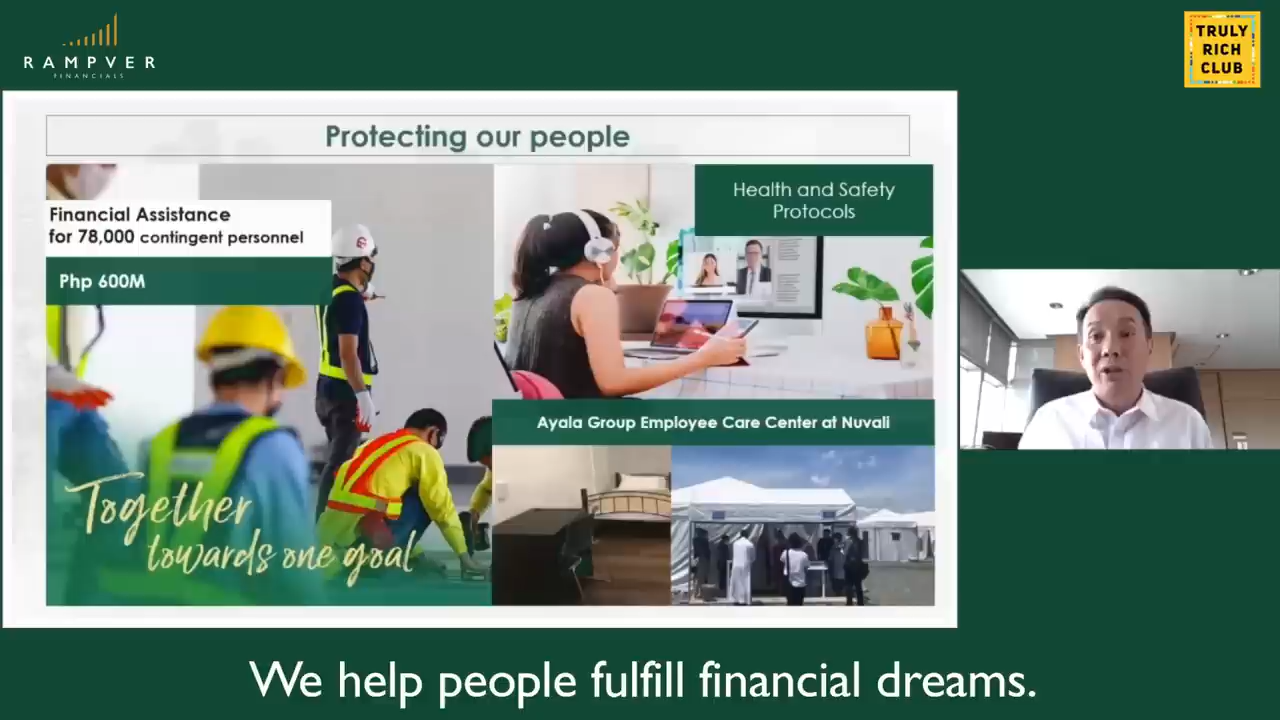 RAMPVER
FINANCIALS
TRULY
RICH
CLUB
Protecting our people
Financial Assistance
for 78,000 contingent personnel
Php 600M
Health and Safety
Protocols
Ayala Group Employee Care Center at Nuvali
Together
towards one goal
We help people fulfill financial dreams.